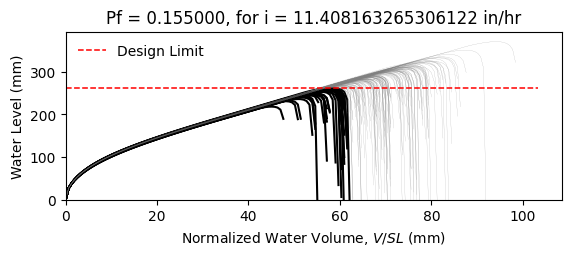 Pf = 0.155000, for i = 11.408163265306122 in/hr
Design Limit
Water Level (mm)
300
200
100
0
0 20 40 60 80 100
Normalized Water Volume, V/SL (mm)